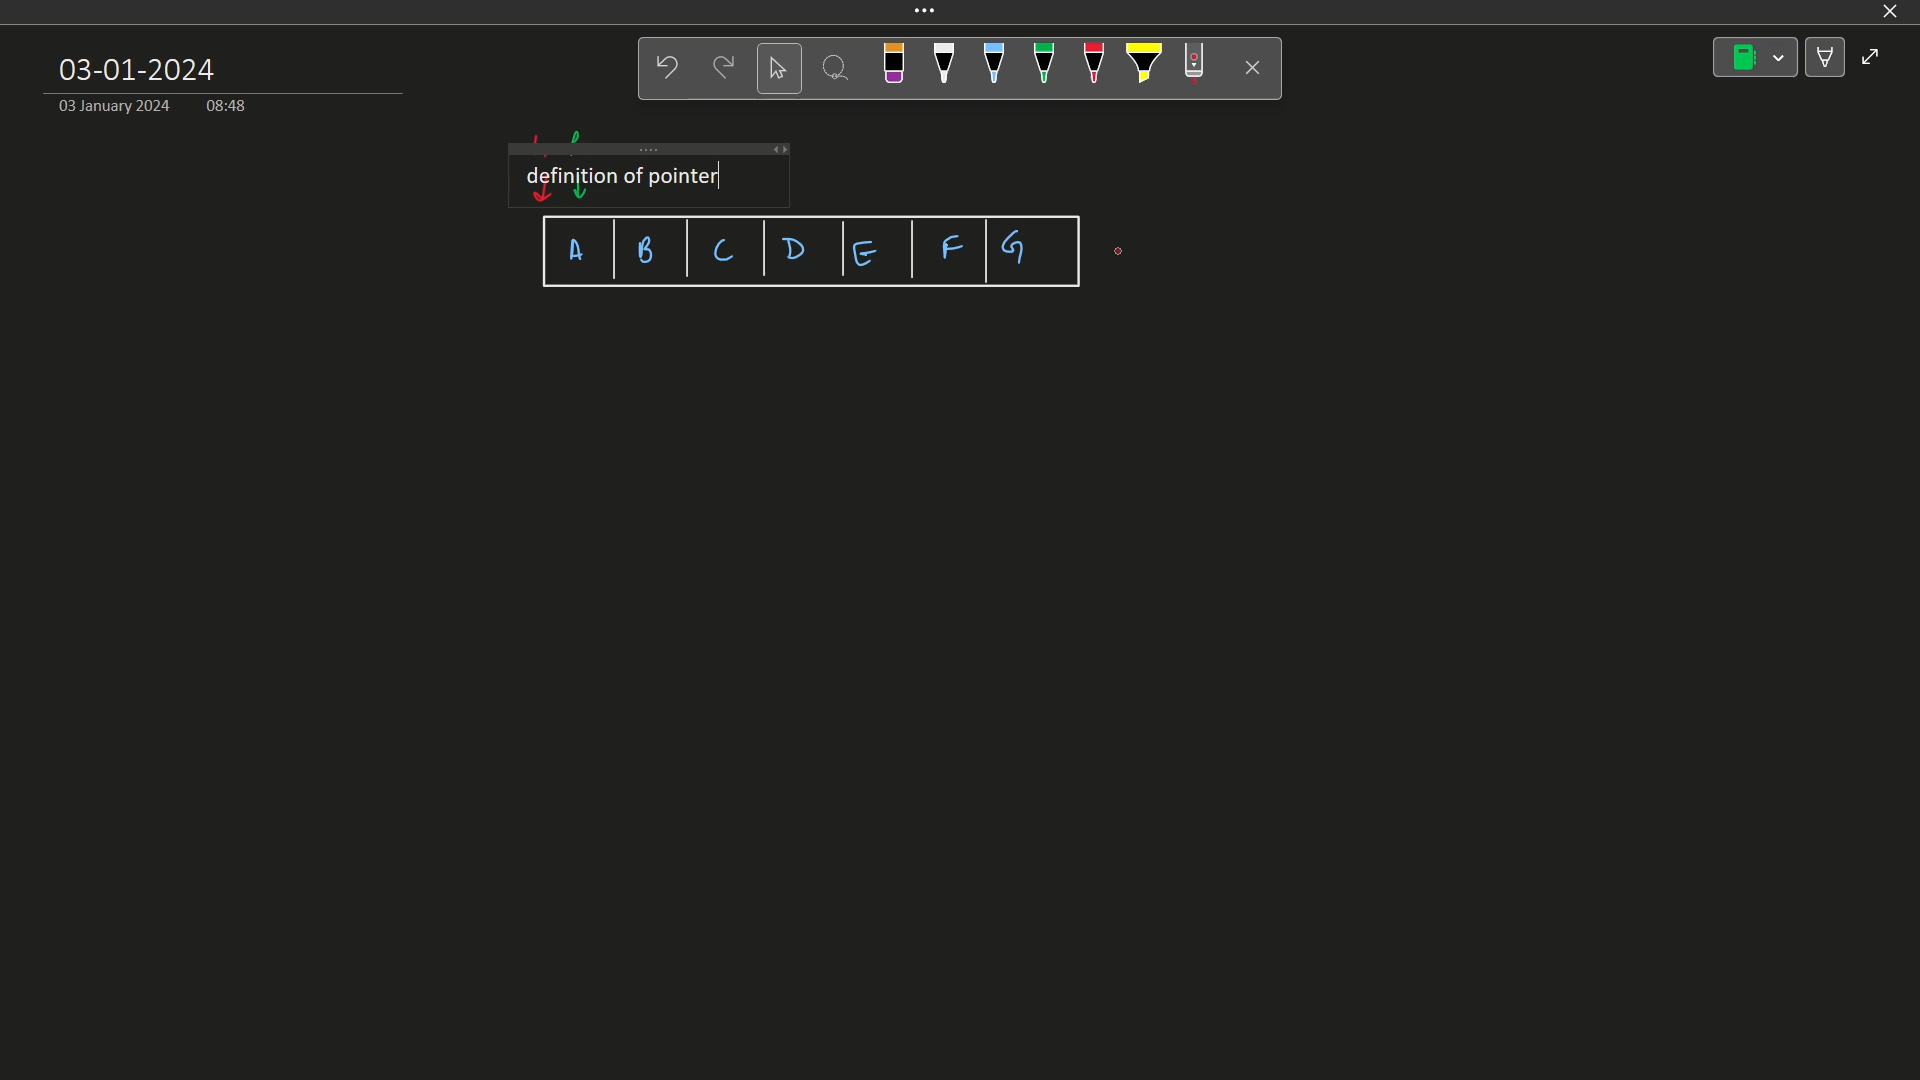 03-01-2024
03 January 2024 08:48
definition of pointer
A B C D E F G